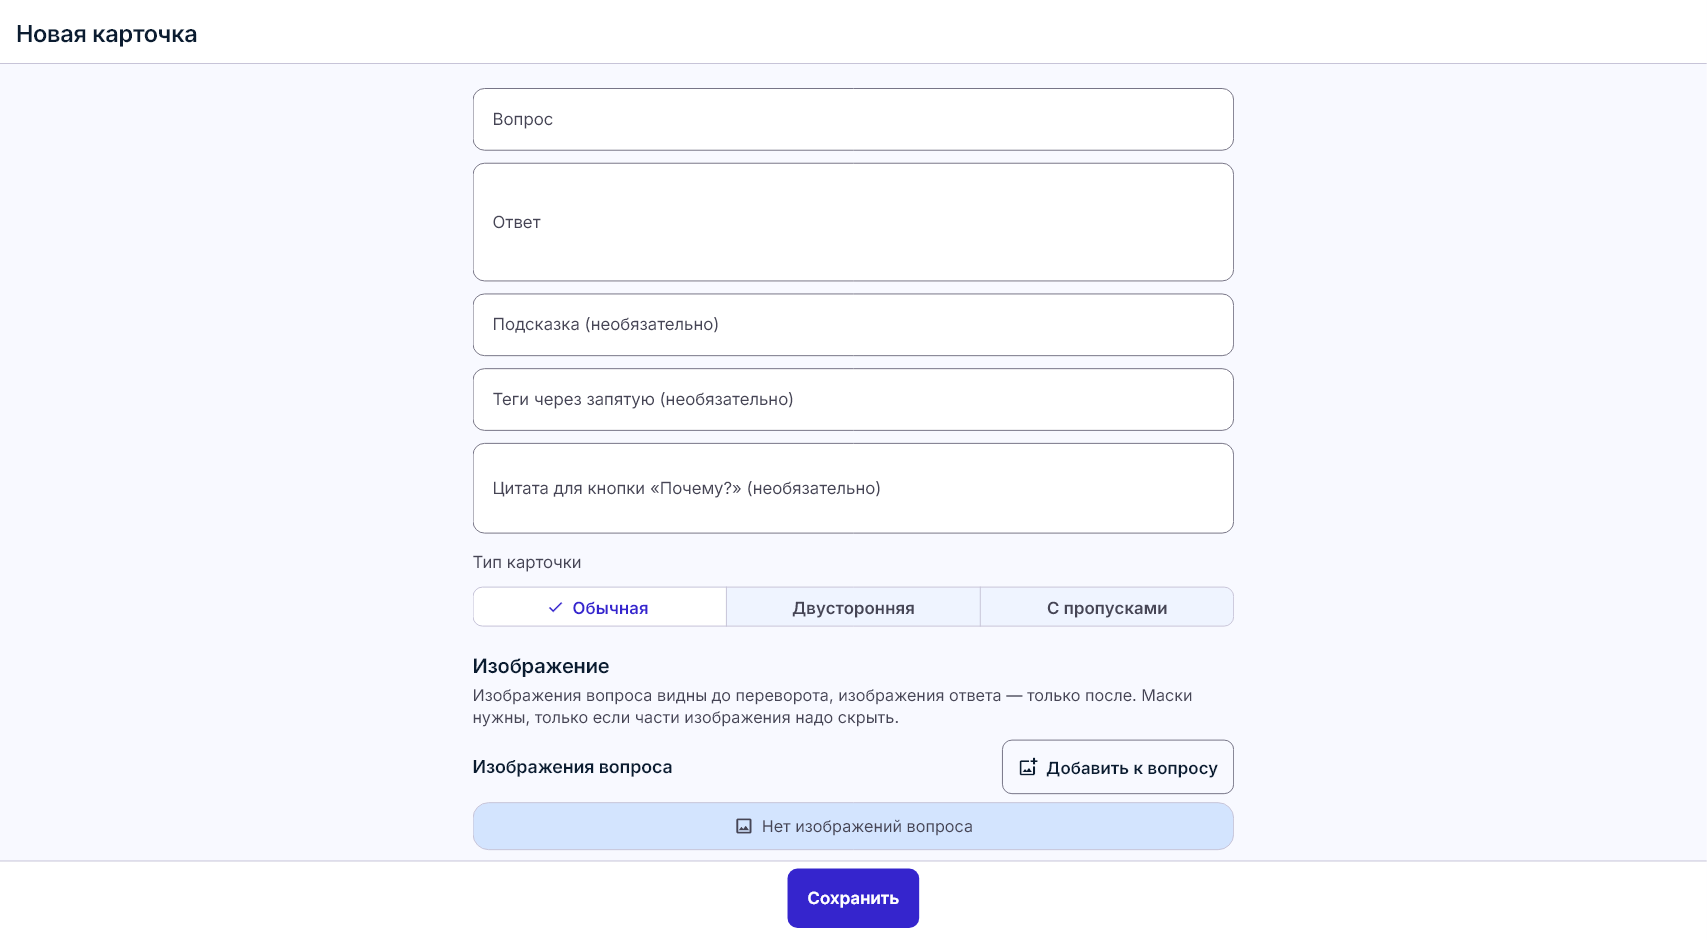 Новая карточка
Вопрос
Ответ
Подсказка (необязательно)
Теги через запятую (необязательно)
Цитата для кнопки «Почему?» (необязательно)
Тип карточки
Обычная
Двусторонняя
С пропусками
Изображение
Изображения вопроса видны до переворота, изображения ответа — только после. Маски
нужны, только если части изображения надо скрыть.
Изображения вопроса
Добавить к вопросу
Нет изображений вопроса
Сохранить